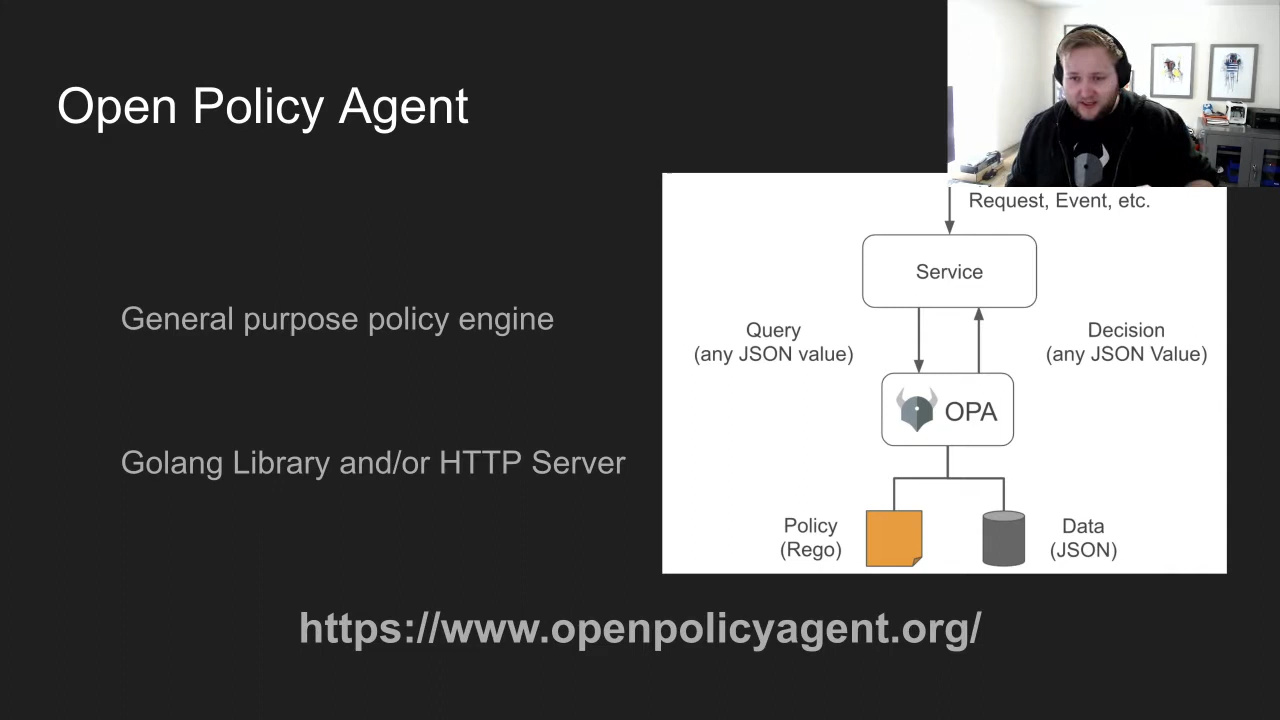 Open Policy Agent
General purpose policy engine
Golang Library and/or HTTP Server
Request, Event, etc.
Service
Query
(any JSON value)
Decision
(any JSON Value)
OPA
Policy
(Rego)
Data
(JSON)
https://www.openpolicyagent.org/